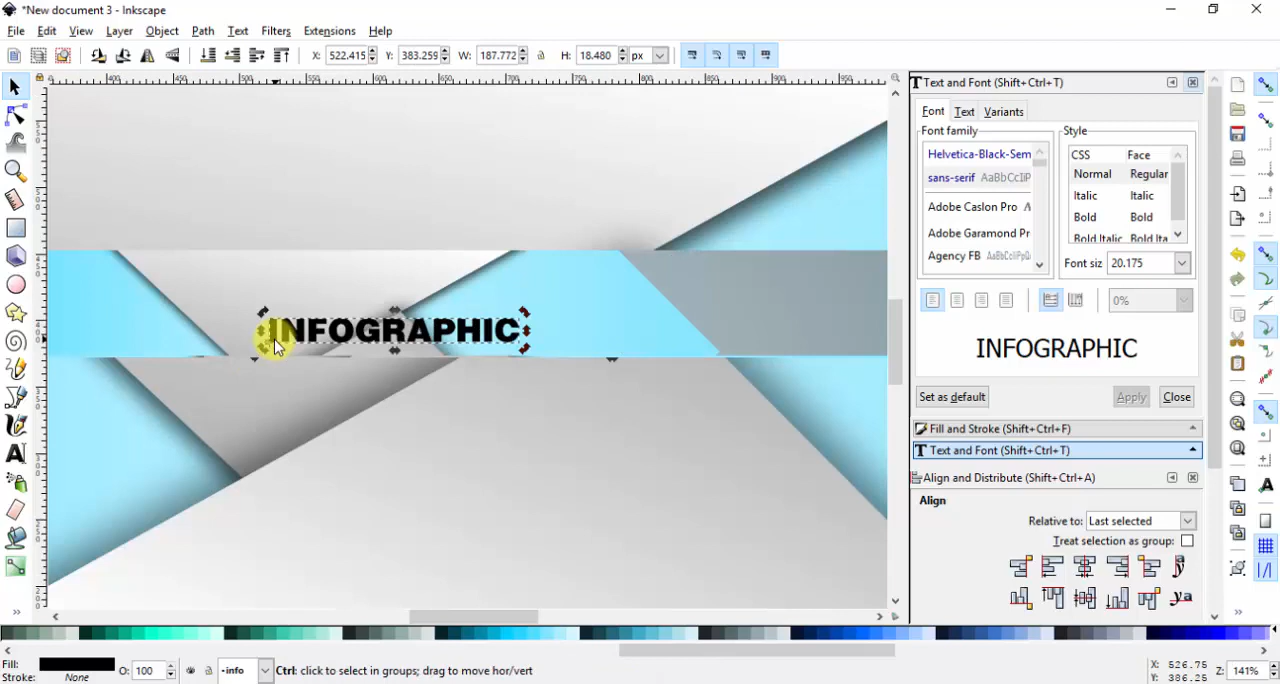 *New document 3 - Inkscape
File Edit View Layer Object Path Text Filters Extensions Help
X: 522.415 Y: 383.259 W: 187.772 H: 18.480 px
Text and Font (Shift+Ctrl+T)
Font Text Variants
Font family Style
Helvetica-Black-Sem CSS Face
sans-serif AaBbCcIiP Normal Regular
Italic Italic
Adobe Caslon Pro A
Bold Bold
Adobe Garamond Pr
Bold Italic Bold Ita
Agency FB AaBbCcIiPpQq
Font siz 20.175
0%
INFOGRAPHIC
INFOGRAPHIC
Set as default Apply Close
Fill and Stroke (Shift+Ctrl+F)
Text and Font (Shift+Ctrl+T)
Align and Distribute (Shift+Ctrl+A)
Align
Relative to: Last selected
Treat selection as group:
Fill: O: 100 -info Ctrl: click to select in groups; drag to move hor/vert X: 526.75 Z: 141%
Stroke: None Y: 386.25